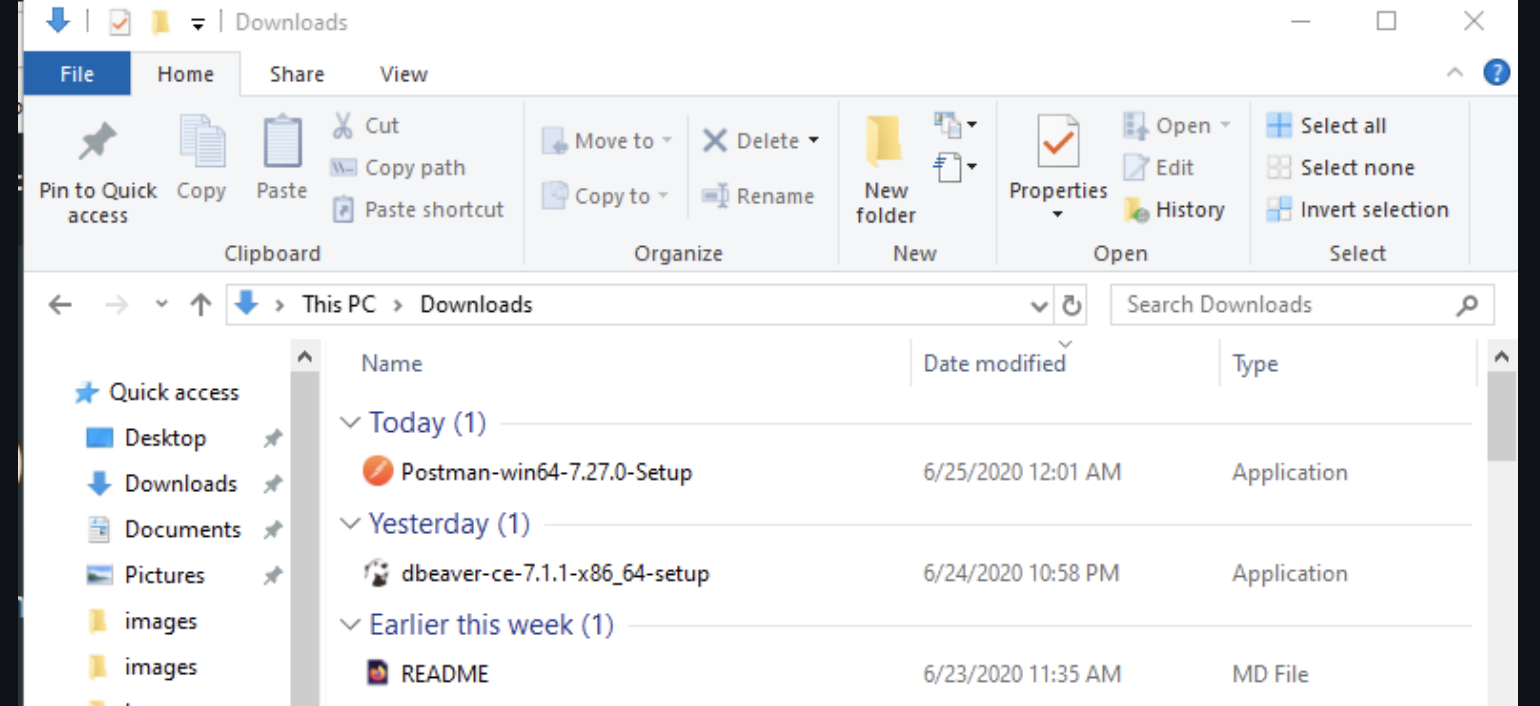 Downloads
File Home Share View
Pin to Quick access
Copy
Paste
Cut
Copy path
Paste shortcut
Clipboard
Move to
Copy to
Delete
Rename
Organize
New folder
New
Properties
Open
Edit
History
Open
Select all
Select none
Invert selection
Select
This PC > Downloads
Search Downloads
Quick access
Desktop
Downloads
Documents
Pictures
images
images
Name Date modified Type
Today (1)
Postman-win64-7.27.0-Setup 6/25/2020 12:01 AM Application
Yesterday (1)
dbeaver-ce-7.1.1-x86_64-setup 6/24/2020 10:58 PM Application
Earlier this week (1)
README 6/23/2020 11:35 AM MD File